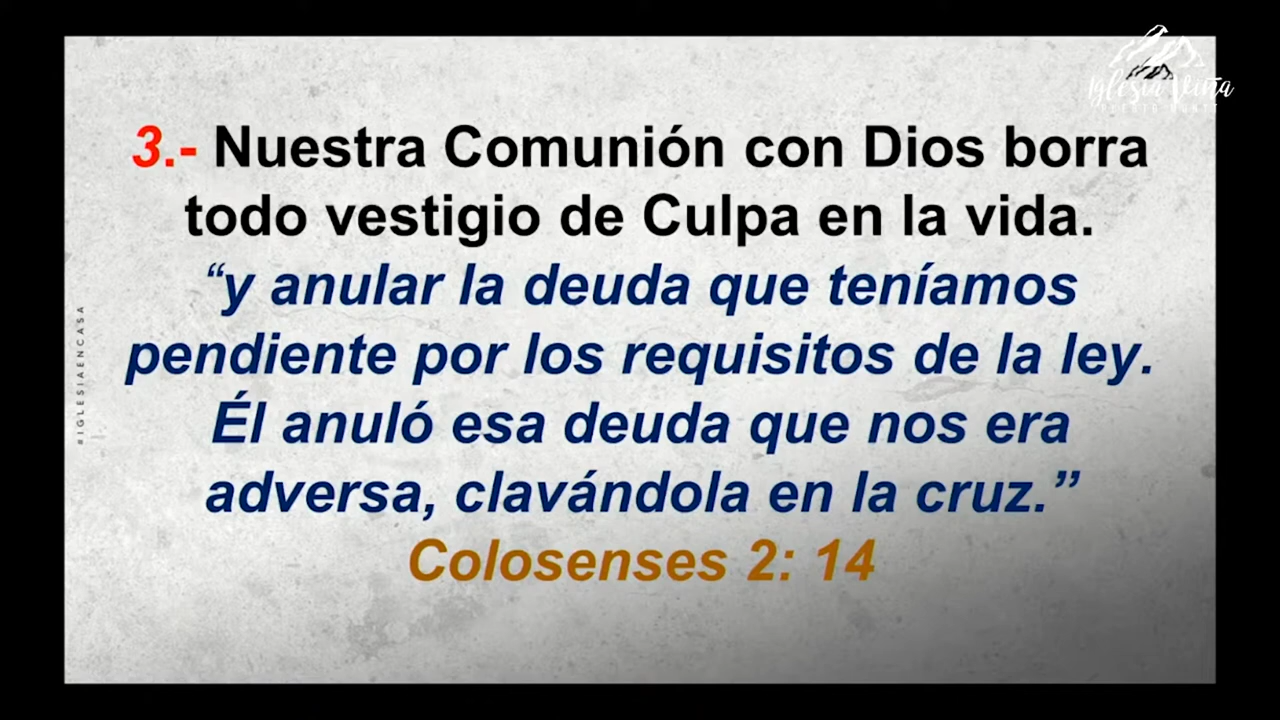 Iglesia Viña
3.- Nuestra Comunión con Dios borra
todo vestigio de Culpa en la vida.
“y anular la deuda que teníamos
pendiente por los requisitos de la ley.
Él anuló esa deuda que nos era
adversa, clavándola en la cruz.”
Colosenses 2: 14
#IGLESIAENCASA